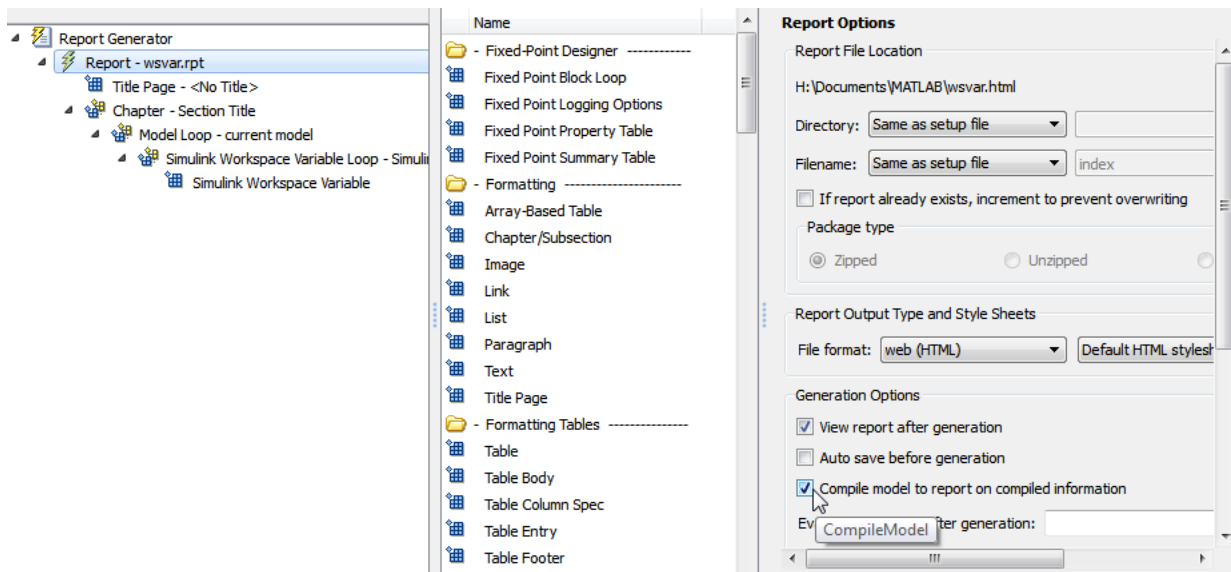 Report Generator
Report - wsvar.rpt
Title Page - <No Title>
Chapter - Section Title
Model Loop - current model
Simulink Workspace Variable Loop - Simuli
Simulink Workspace Variable
Name
- Fixed-Point Designer ------------
Fixed Point Block Loop
Fixed Point Logging Options
Fixed Point Property Table
Fixed Point Summary Table
- Formatting ----------------------
Array-Based Table
Chapter/Subsection
Image
Link
List
Paragraph
Text
Title Page
- Formatting Tables ---------------
Table
Table Body
Table Column Spec
Table Entry
Table Footer
Report Options
Report File Location
H:\Documents\MATLAB\wsvar.html
Directory: Same as setup file
Filename: Same as setup file index
If report already exists, increment to prevent overwriting
Package type
Zipped Unzipped
Report Output Type and Style Sheets
File format: web (HTML) Default HTML stylesh
Generation Options
View report after generation
Auto save before generation
Compile model to report on compiled information
Ev CompileModel ter generation: